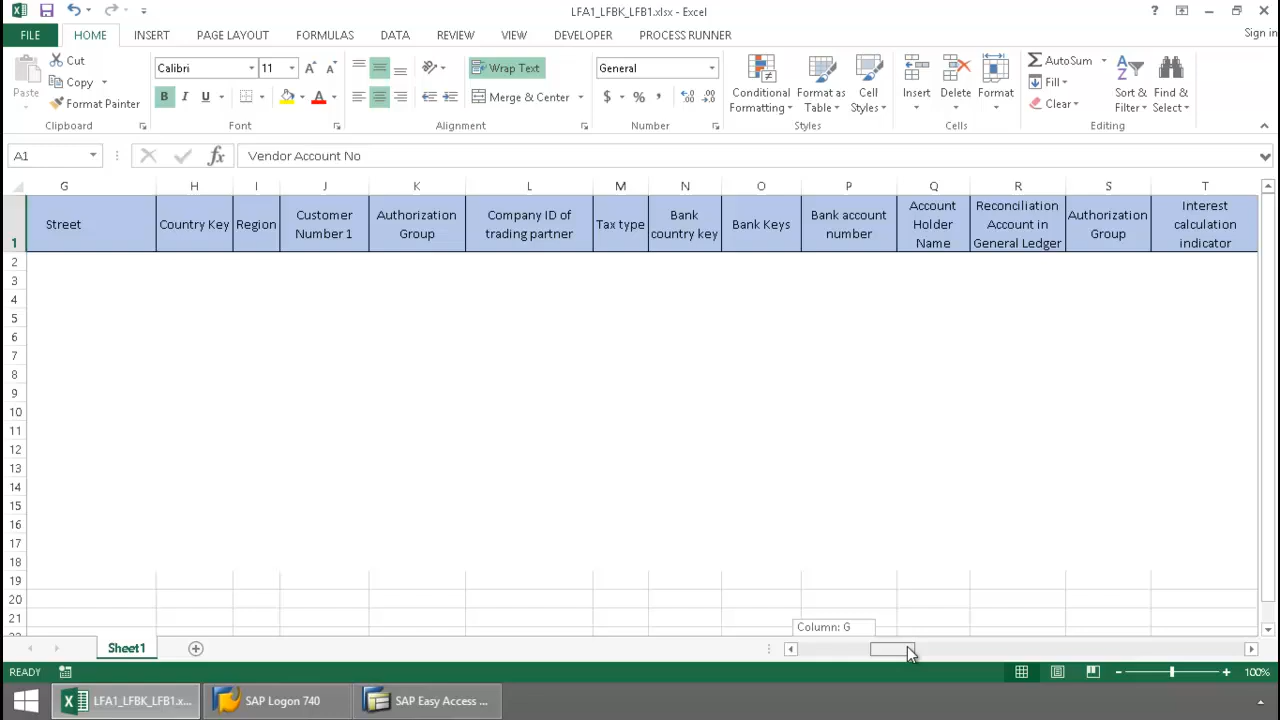 LFA1_LFBK_LFB1.xlsx - Excel
?
FILE
HOME
INSERT
PAGE LAYOUT
FORMULAS
DATA
REVIEW
VIEW
DEVELOPER
PROCESS RUNNER
Sign in
Paste
Cut
Copy
Format Painter
Clipboard
Calibri
11
B I U
A A
A
Font
Wrap Text
Merge & Center
Alignment
General
$ % ,
Number
Conditional
Formatting
Format as
Table
Cell
Styles
Styles
Insert
Delete
Format
Cells
AutoSum
Fill
Clear
Sort &
Filter
Find &
Select
Editing
A1
fx
Vendor Account No
G H I J K L M N O P Q R S T
1
Street
Country Key
Region
Customer
Number 1
Authorization
Group
Company ID of
trading partner
Tax type
Bank
country key
Bank Keys
Bank account
number
Account
Holder
Name
Reconciliation
Account in
General Ledger
Authorization
Group
Interest
calculation
indicator
2
3
4
5
6
7
8
9
10
11
12
13
14
15
16
17
18
19
20
21
Column: G
Sheet1
READY
100%
LFA1_LFBK_LFB1.x...
SAP Logon 740
SAP Easy Access ...